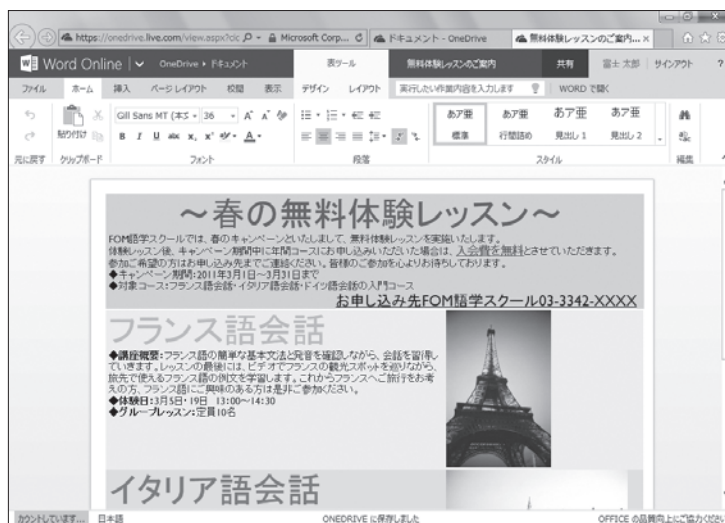 https://onedrive.live.com/view.aspx?cic
Microsoft Corp...
ドキュメント - OneDrive
無料体験レッスンのご案内...
Word Online
OneDrive
ドキュメント
表ツール
無料体験レッスンのご案内
共有
富士 太郎
サインアウト
?
ファイル
ホーム
挿入
ページ レイアウト
校閲
表示
デザイン
レイアウト
実行したい作業内容を入力します
WORD で開く
貼り付け
Gill Sans MT (本文
36
B I U abc x, x²
A
あア亜
標準
あア亜
行間詰め
あア亜
見出し 1
あア亜
見出し 2
元に戻す
クリップボード
フォント
段落
スタイル
編集
～春の無料体験レッスン～
FOM語学スクールでは、春のキャンペーンといたしまして、無料体験レッスンを実施いたします。
体験レッスン後、キャンペーン期間中に年間コースにお申し込みいただいた場合は、入会費を無料とさせていただきます。
参加ご希望の方はお申し込み先までご連絡ください。皆様のご参加を心よりお待ちしております。
◆キャンペーン期間：2011年3月1日～3月31日まで
◆対象コース：フランス語会話・イタリア語会話・ドイツ語会話の入門コース
お申し込み先FOM語学スクール03-3342-XXXX
フランス語会話
◆講座概要：フランス語の簡単な基本文法と発音を確認しながら、会話を習得し
ていきます。レッスンの最後には、ビデオでフランスの観光スポットを巡りながら、
旅先で使えるフランス語の例文を学習します。これからフランスへご旅行をお考
えの方、フランス語にご興味のある方は是非ご参加ください。
◆体験日：3月5日・19日 13:00～14:30
◆グループレッスン：定員10名
イタリア語会話
カウントしています...
日本語
ONEDRIVE に保存しました
OFFICE の品質向上にご協力くださ